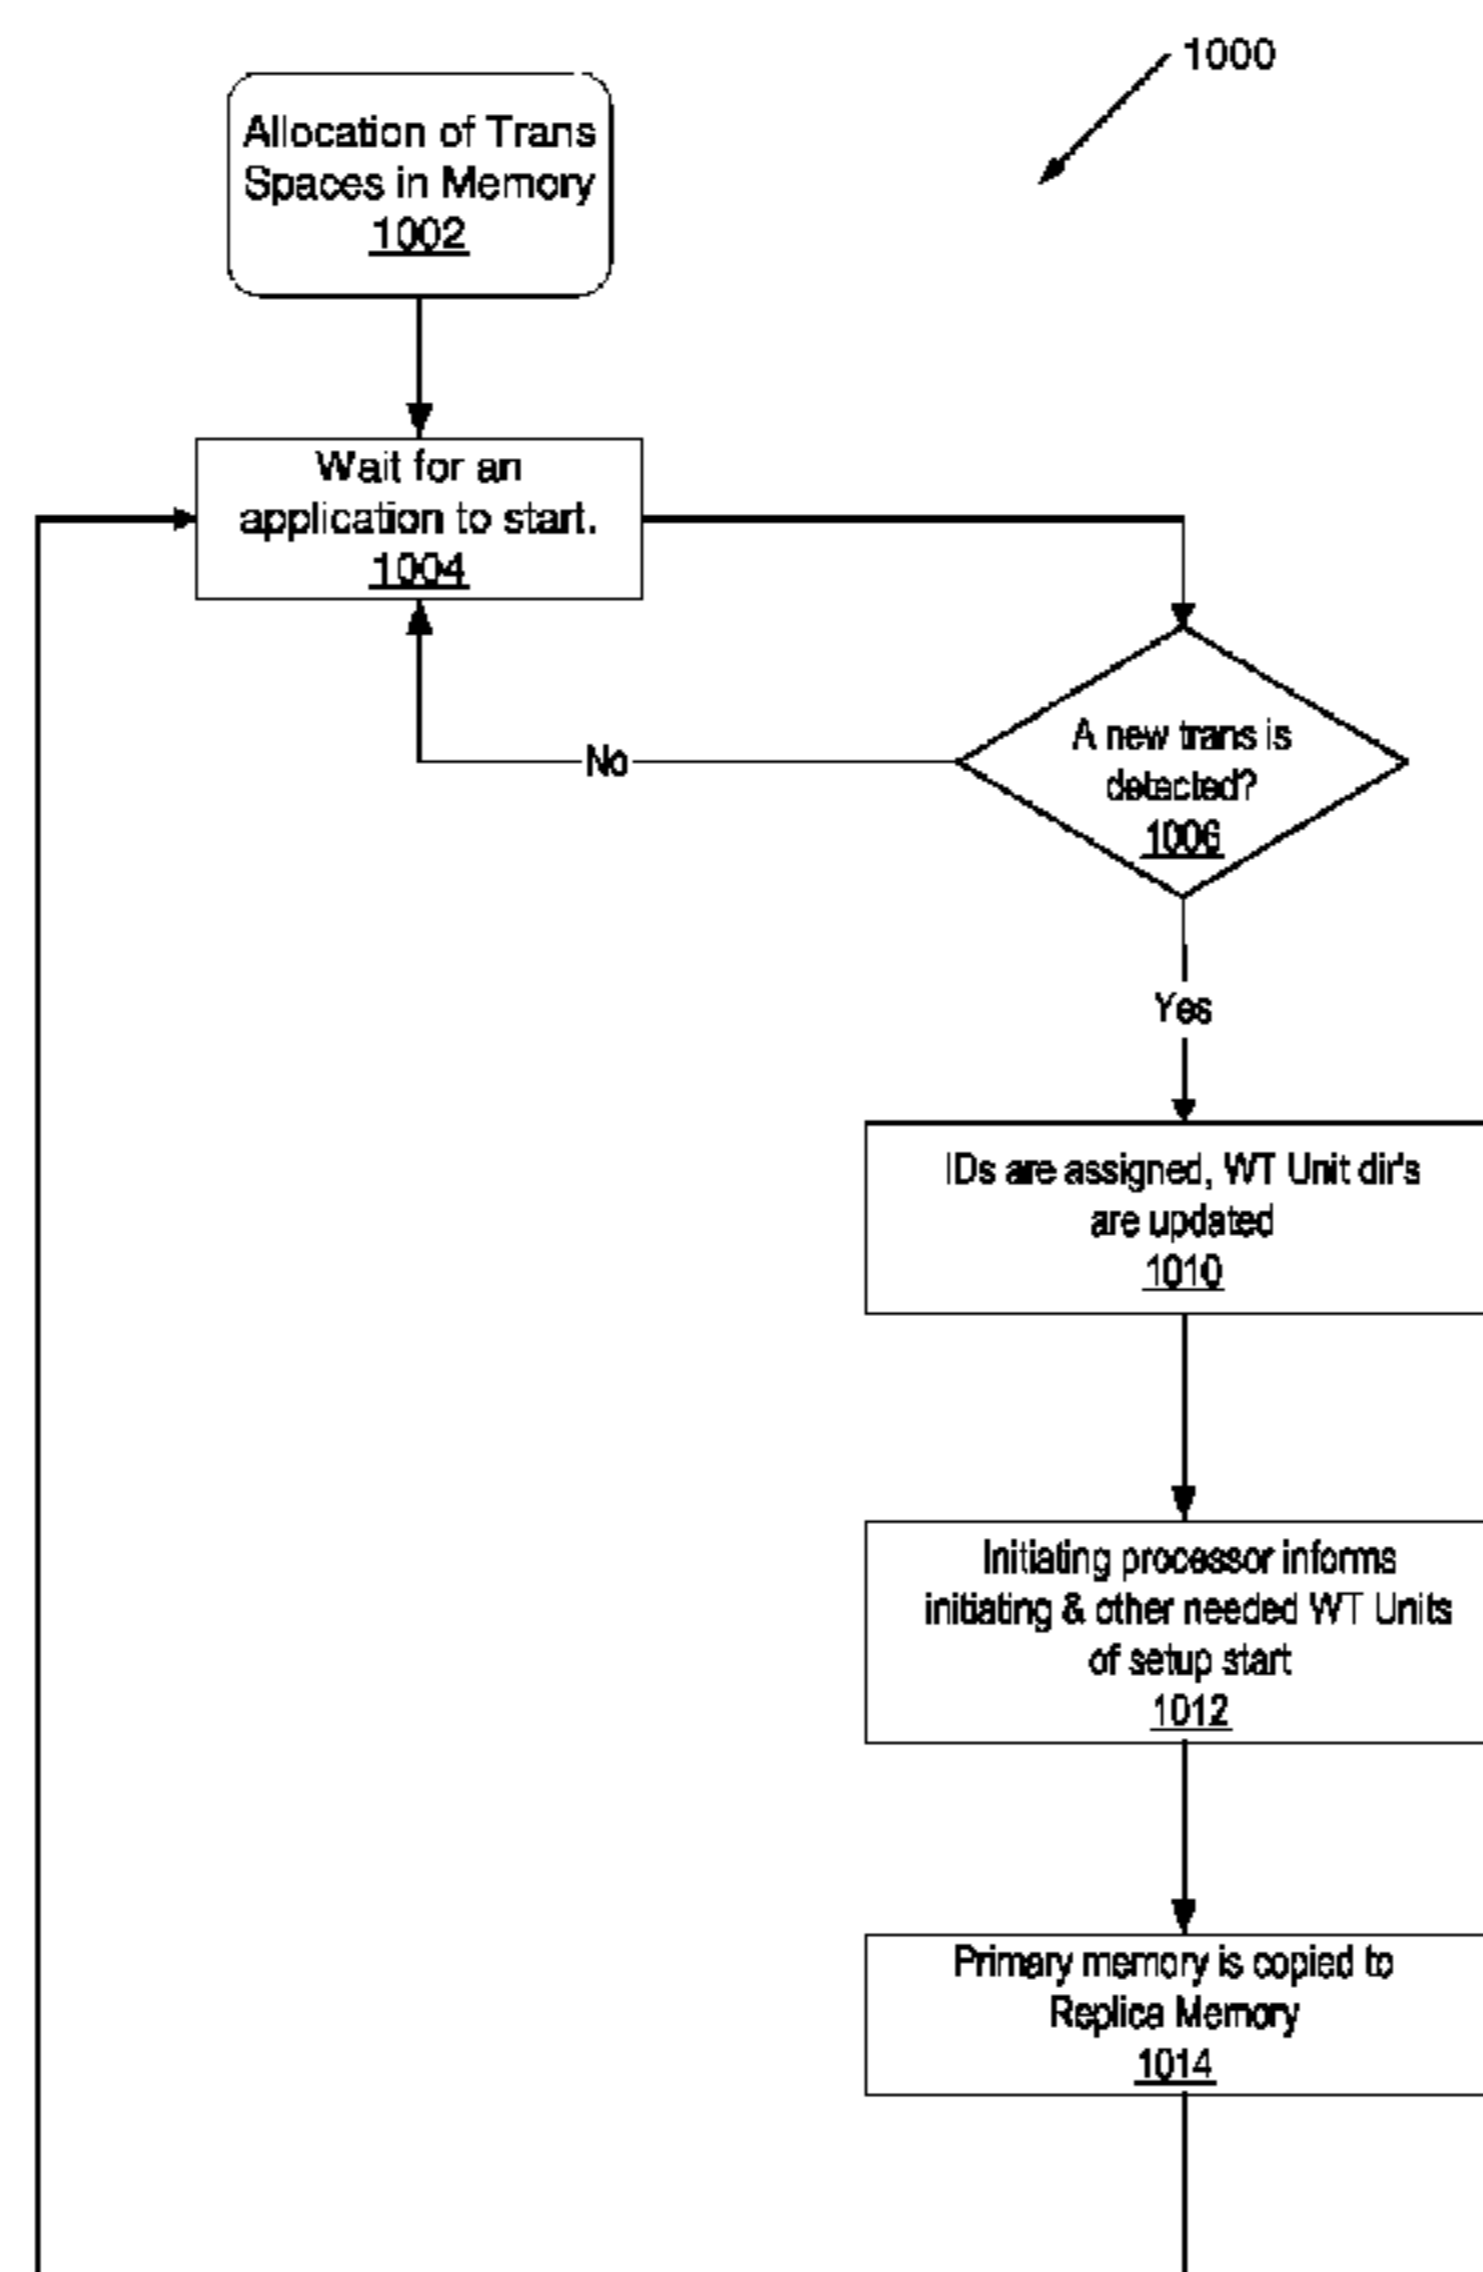 1000
Allocation of Trans
Spaces in Memory
1002
Wait for an
application to start.
1004
A new trans is
detected?
1006
No
Yes
IDs are assigned, WT Unit dir's
are updated
1010
Initiating processor informs
initiating & other needed WT Units
of setup start
1012
Primary memory is copied to
Replica Memory
1014